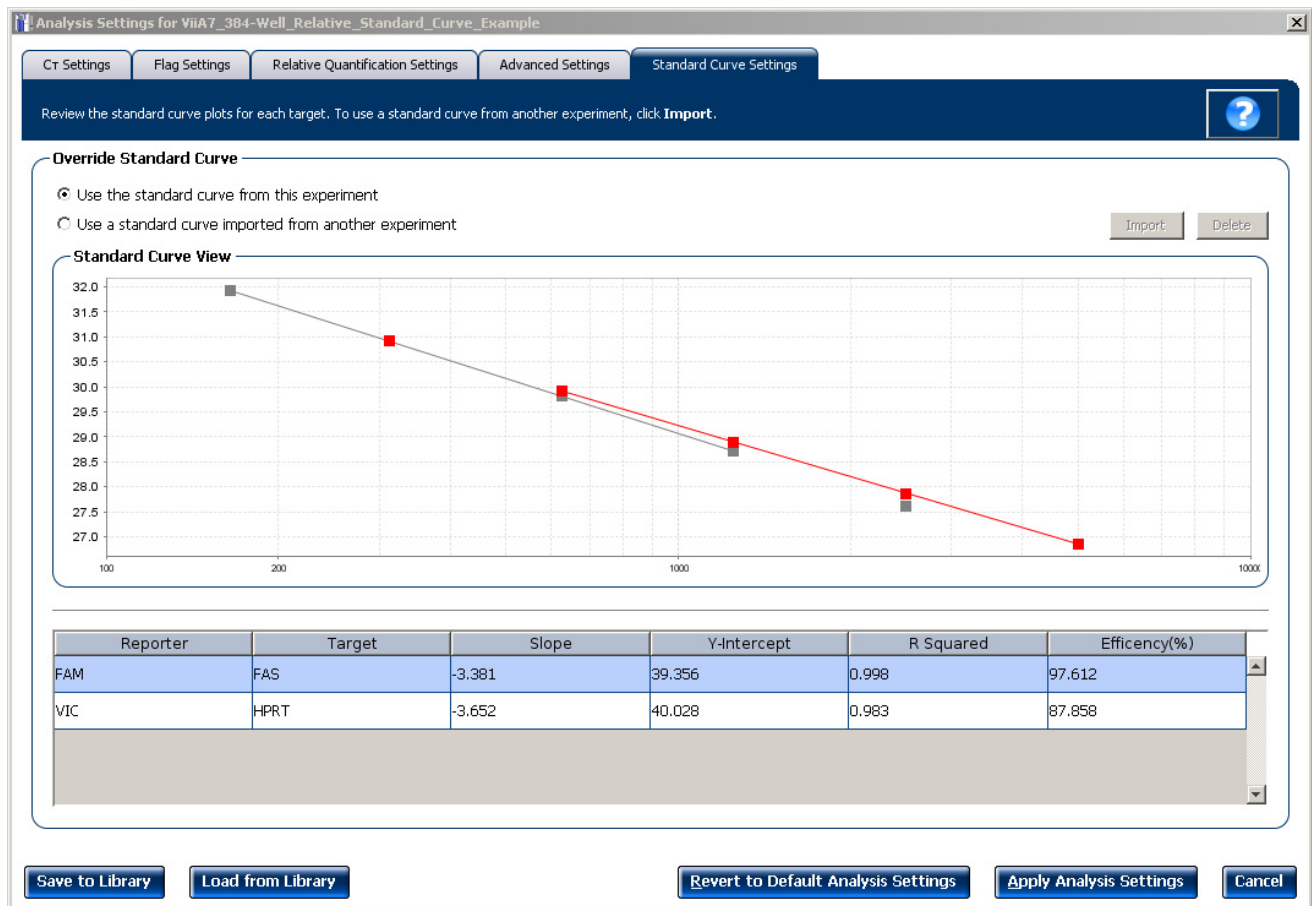 Analysis Settings for ViiA7_384-Well_Relative_Standard_Curve_Example
CT Settings Flag Settings Relative Quantification Settings Advanced Settings Standard Curve Settings
Review the standard curve plots for each target. To use a standard curve from another experiment, click Import.
?
Override Standard Curve
Use the standard curve from this experiment
Use a standard curve imported from another experiment
Import Delete
Standard Curve View
32.0
31.5
31.0
30.5
30.0
29.5
29.0
28.5
28.0
27.5
27.0
100 200 1000 1000
Reporter Target Slope Y-Intercept R Squared Efficency(%)
FAM FAS -3.381 39.356 0.998 97.612
VIC HPRT -3.652 40.028 0.983 87.858
Save to Library Load from Library Revert to Default Analysis Settings Apply Analysis Settings Cancel